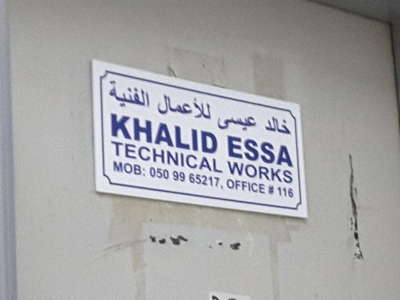 خالد عيسى للأعمال الفنية
KHALID ESSA
TECHNICAL WORKS
MOB: 050 99 65217, OFFICE # 116